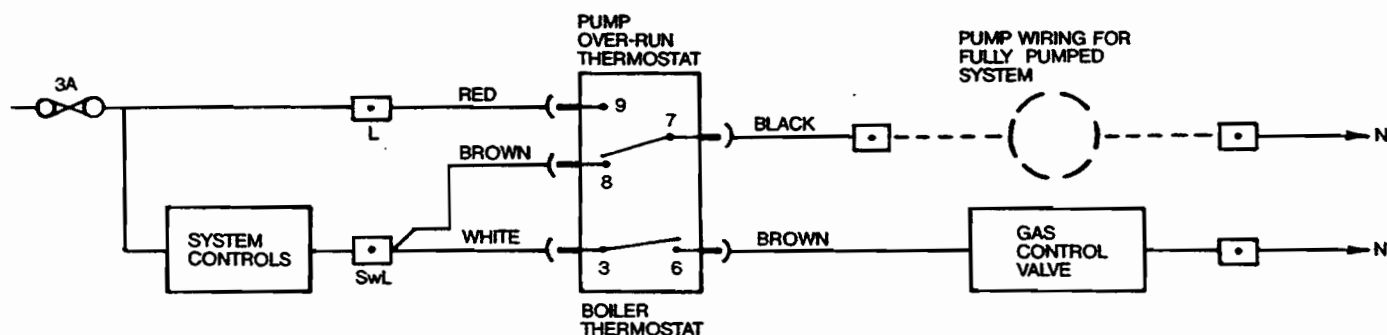 PUMP
OVER-RUN
THERMOSTAT
PUMP WIRING FOR
FULLY PUMPED
SYSTEM
3A
RED
9
L
7
BLACK
N
BROWN
8
SYSTEM
CONTROLS
SwL
WHITE
3
6
BROWN
GAS
CONTROL
VALVE
N
BOILER
THERMOSTAT